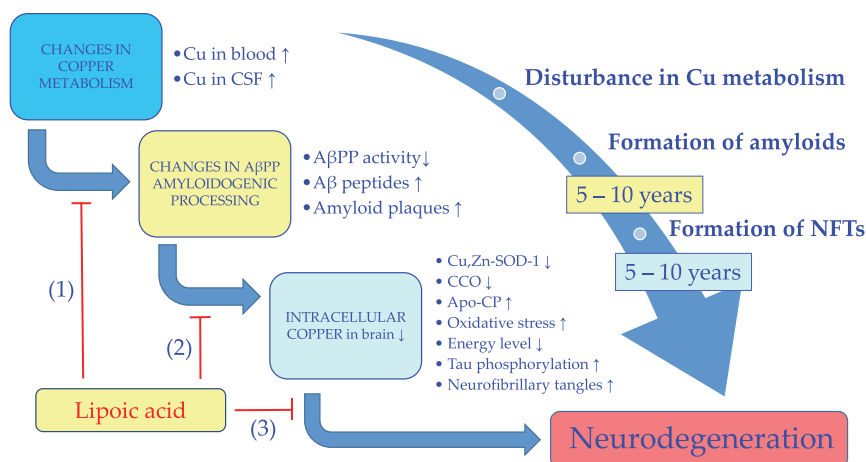 CHANGES IN
COPPER
METABOLISM
•Cu in blood ↑
•Cu in CSF ↑
Disturbance in Cu metabolism
Formation of amyloids
5 – 10 years
Formation of NFTs
5 – 10 years
CHANGES IN AβPP
AMYLOIDOGENIC
PROCESSING
•AβPP activity↓
•Aβ peptides ↑
•Amyloid plaques ↑
INTRACELLULAR
COPPER in brain ↓
• Cu,Zn-SOD-1 ↓
• CCO ↓
• Apo-CP ↑
• Oxidative stress ↑
• Energy level ↓
• Tau phosphorylation ↑
• Neurofibrillary tangles ↑
(1)
(2)
Lipoic acid
(3)
Neurodegeneration